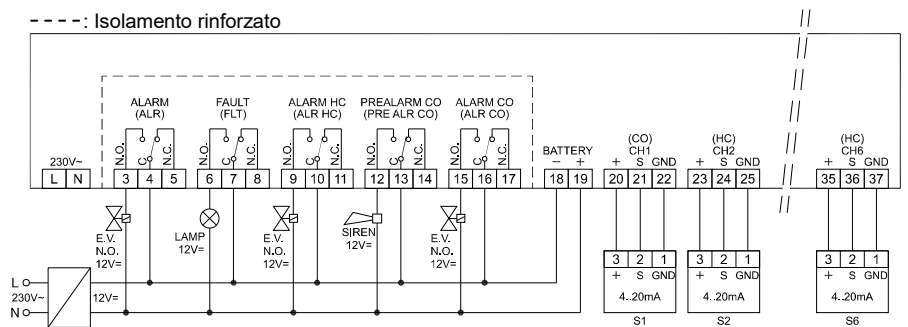 ----: Isolamento rinforzato
ALARM (ALR)
FAULT (FLT)
ALARM HC (ALR HC)
PREALARM CO (PRE ALR CO)
ALARM CO (ALR CO)
N.O. C N.C. N.O. C N.C. N.O. C N.C. N.O. C N.C. N.O. C N.C.
230V~
BATTERY
− +
(CO) CH1
+ S GND
(HC) CH2
+ S GND
(HC) CH6
+ S GND
L N 3 4 5 6 7 8 9 10 11 12 13 14 15 16 17 18 19 20 21 22 23 24 25 35 36 37
E.V. N.O. 12V=
LAMP 12V=
E.V. N.O. 12V=
SIREN 12V=
E.V. N.O. 12V=
3 2 1 3 2 1 3 2 1
+ S GND + S GND + S GND
4..20mA 4..20mA 4..20mA
S1 S2 S6
L
230V~ 12V=
N